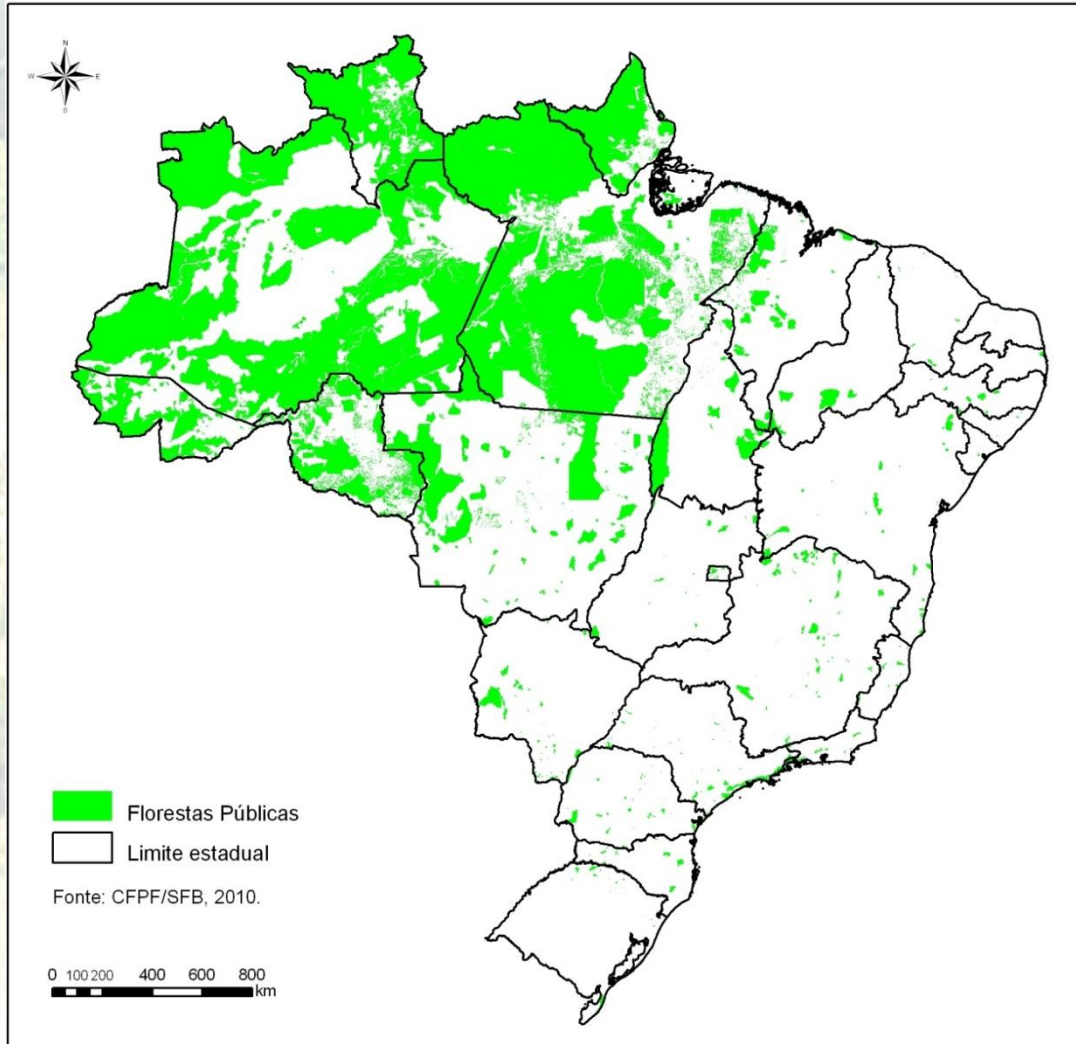 N
W E
S
Florestas Públicas
Limite estadual
Fonte: CFPF/SFB, 2010.
0 100 200 400 600 800
km